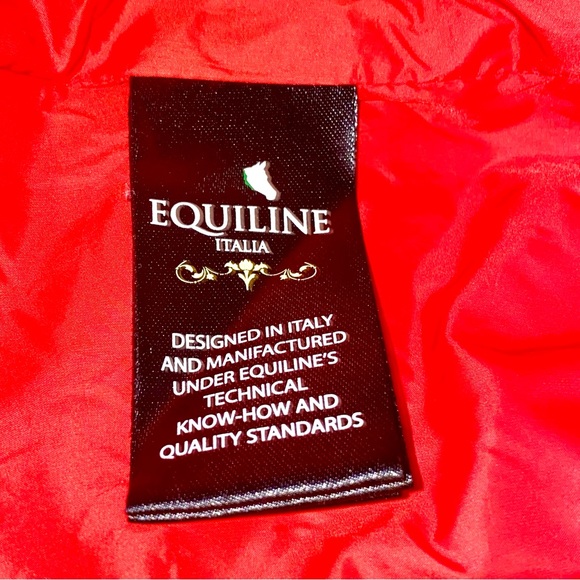 EQUILINE
ITALIA
DESIGNED IN ITALY
AND MANIFACTURED
UNDER EQUILINE'S
TECHNICAL
KNOW-HOW AND
QUALITY STANDARDS